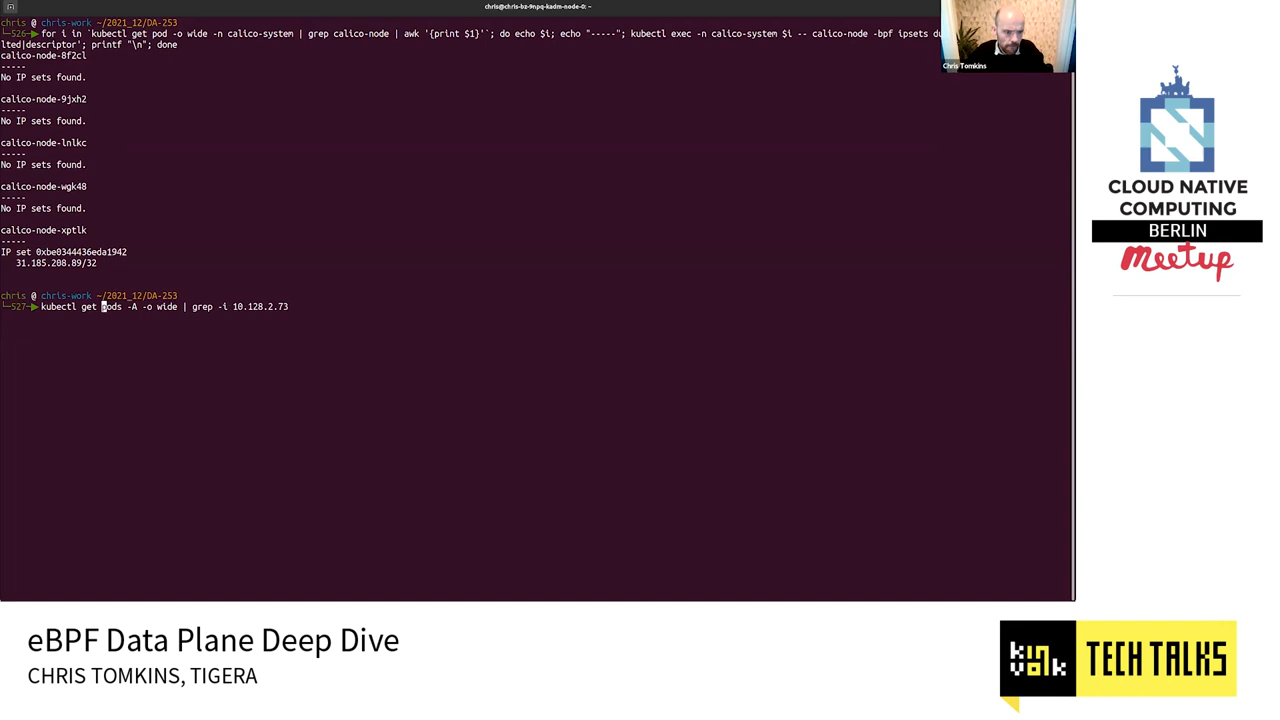 chris@chris-bz-9npq-kadm-node-0: ~
chris @ chris-work ~/2021_12/DA-253
526 for i in `kubectl get pod -o wide -n calico-system | grep calico-node | awk '{print $1}'`; do echo $i; echo "-----"; kubectl exec -n calico-system $i -- calico-node -bpf ipsets du
lted|descriptor'; printf "\n"; done
calico-node-8f2cl
-----
No IP sets found.
calico-node-9jxh2
-----
No IP sets found.
calico-node-lnlkc
-----
No IP sets found.
calico-node-wgk48
-----
No IP sets found.
calico-node-xptlk
-----
IP set 0xbe0344436eda1942
31.185.208.89/32
chris @ chris-work ~/2021_12/DA-253
527 kubectl get pods -A -o wide | grep -i 10.128.2.73
Chris Tomkins
CLOUD NATIVE
COMPUTING
BERLIN
Meetup
eBPF Data Plane Deep Dive
CHRIS TOMKINS, TIGERA
kinvolk
TECH TALKS